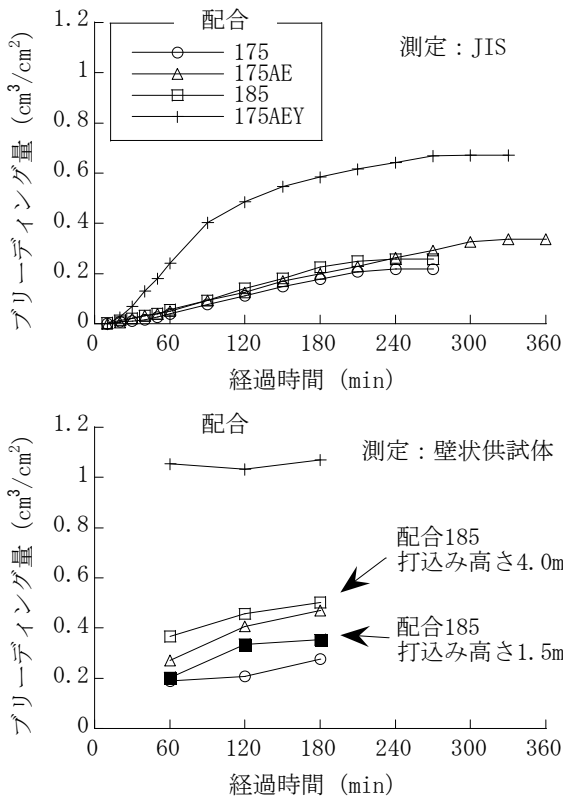 配合
175
175AE
185
175AEY
測定：JIS
ブリーディング量 (cm³/cm²)
1.2
1
0.8
0.6
0.4
0.2
0
0 60 120 180 240 300 360
経過時間 (min)
配合
測定：壁状供試体
配合185
打込み高さ4.0m
配合185
打込み高さ1.5m
ブリーディング量 (cm³/cm²)
1.2
1
0.8
0.6
0.4
0.2
0
0 60 120 180 240 300 360
経過時間 (min)